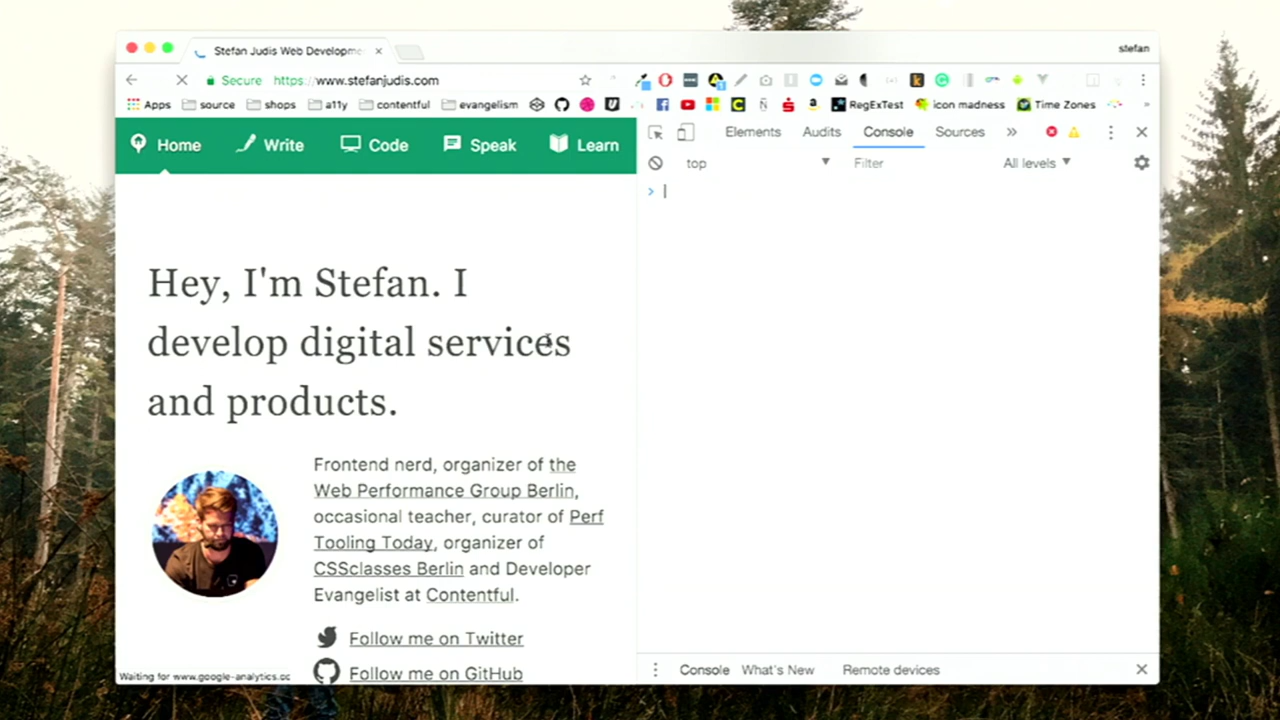 Stefan Judis Web Developme
stefan
Secure https://www.stefanjudis.com
Apps source shops a11y contentful evangelism RegExTest icon madness Time Zones »
Home Write Code Speak Learn
Elements Audits Console Sources »
top Filter All levels
Hey, I'm Stefan. I
develop digital services
and products.
Frontend nerd, organizer of the
Web Performance Group Berlin,
occasional teacher, curator of Perf
Tooling Today, organizer of
CSSclasses Berlin and Developer
Evangelist at Contentful.
Follow me on Twitter
Follow me on GitHub
Waiting for www.google-analytics.cc
Console What's New Remote devices